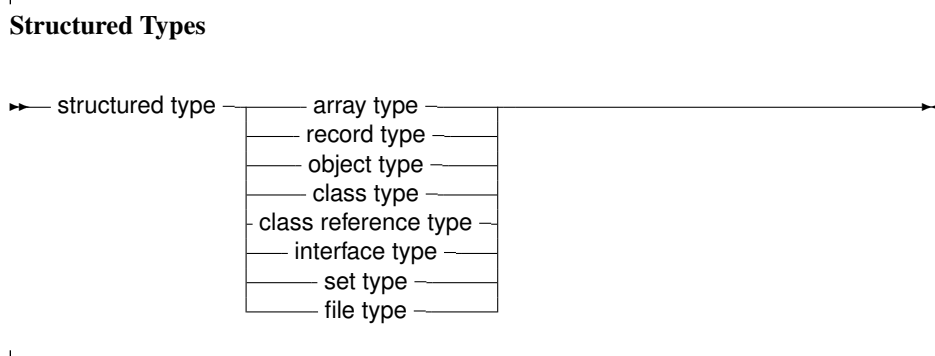 Structured Types
structured type array type
record type
object type
class type
class reference type
interface type
set type
file type